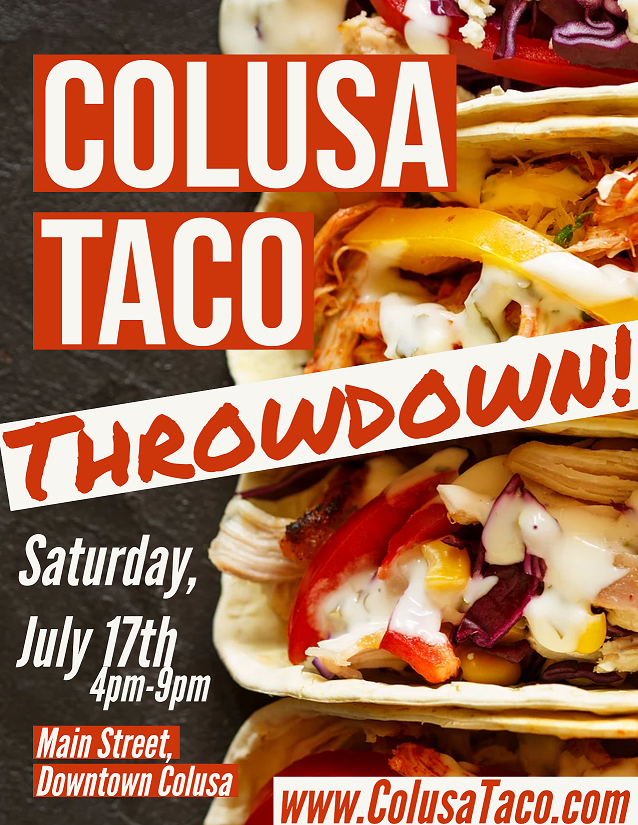 COLUSA
TACO
THROWDOWN!
Saturday,
July 17th
4pm-9pm
Main Street,
Downtown Colusa
www.ColusaTaco.com